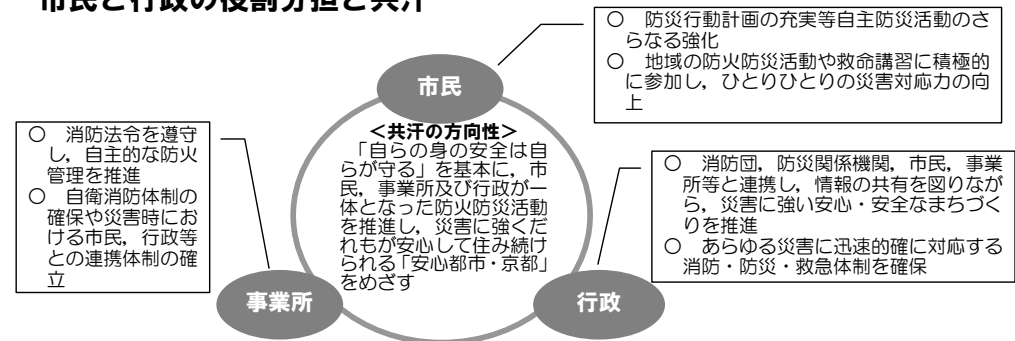 市民と行政の役割分担と共汗
○　防災行動計画の充実等自主防災活動のさ
らなる強化
○　地域の防火防災活動や救命講習に積極的
に参加し，ひとりひとりの災害対応力の向
上
市民
○　消防法令を遵守
し，自主的な防火
管理を推進
○　自衛消防体制の
確保や災害時にお
ける市民，行政等
との連携体制の確
立
＜共汗の方向性＞
「自らの身の安全は自
らが守る」を基本に，市
民，事業所及び行政が一
体となった防火防災活動
を推進し，災害に強くだ
れもが安心して住み続け
られる「安心都市・京都」
をめざす
○　消防団，防災関係機関，市民，事業
所等と連携し，情報の共有を図りなが
ら，災害に強い安心・安全なまちづく
りを推進
○　あらゆる災害に迅速的確に対応する
消防・防災・救急体制を確保
事業所
行政